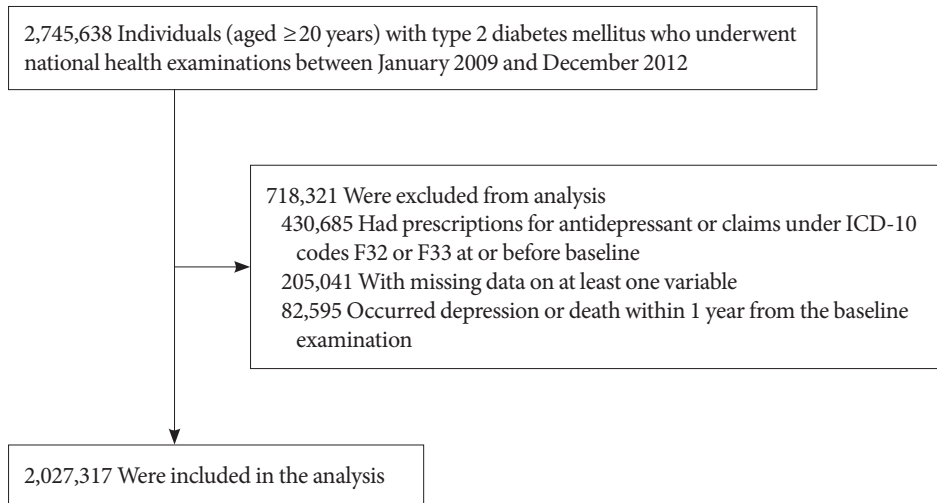 2,745,638 Individuals (aged ≥20 years) with type 2 diabetes mellitus who underwent
national health examinations between January 2009 and December 2012
718,321 Were excluded from analysis
430,685 Had prescriptions for antidepressant or claims under ICD-10
codes F32 or F33 at or before baseline
205,041 With missing data on at least one variable
82,595 Occurred depression or death within 1 year from the baseline
examination
2,027,317 Were included in the analysis